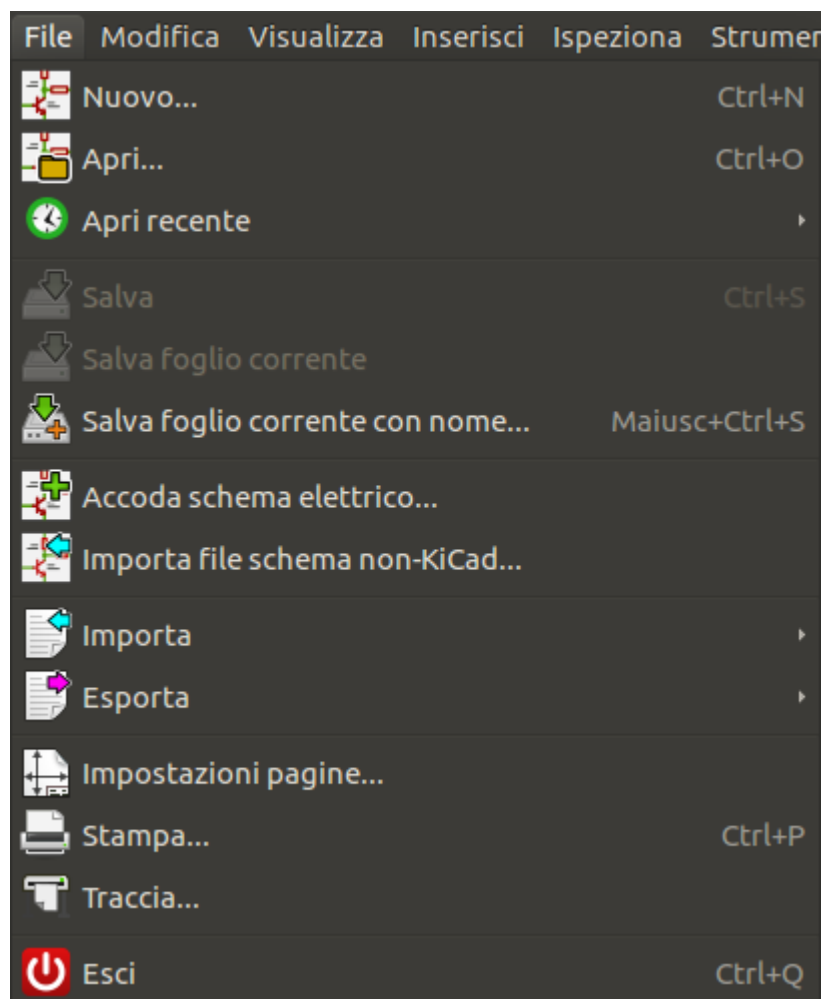 File Modifica Visualizza Inserisci Ispeziona
Nuovo... Ctrl+N
Apri... Ctrl+O
Apri recente
Salva Ctrl+S
Salva foglio corrente
Salva foglio corrente con nome... Maiusc+Ctrl+S
Accoda schema elettrico...
Importa file schema non-KiCad...
Importa
Esporta
Impostazioni pagine...
Stampa... Ctrl+P
Traccia...
Esci Ctrl+Q